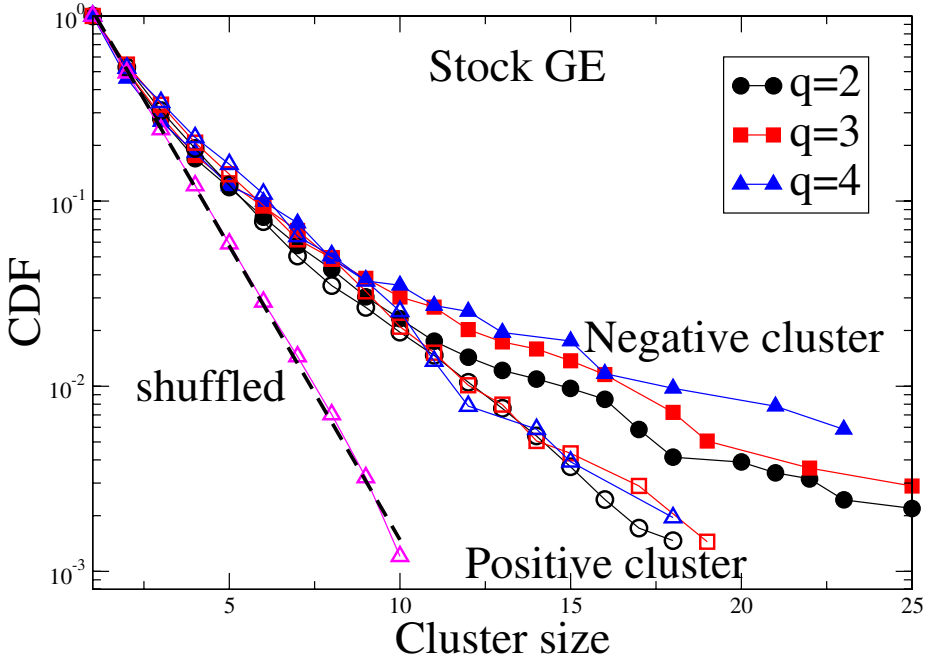 Stock GE
q=2
q=3
q=4
Negative cluster
shuffled
Positive cluster
CDF
10^0
10^-1
10^-2
10^-3
5
10
15
20
25
Cluster size